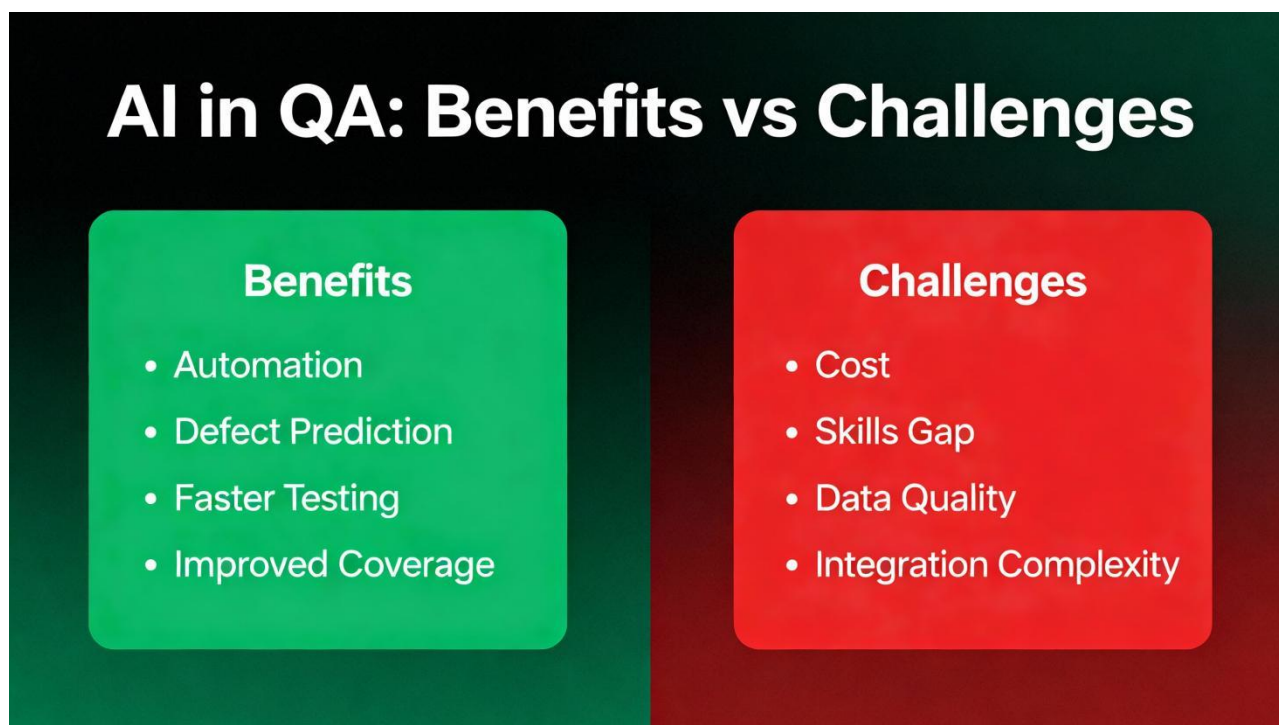 AI in QA: Benefits vs Challenges
Benefits
• Automation
• Defect Prediction
• Faster Testing
• Improved Coverage
Challenges
• Cost
• Skills Gap
• Data Quality
• Integration Complexity